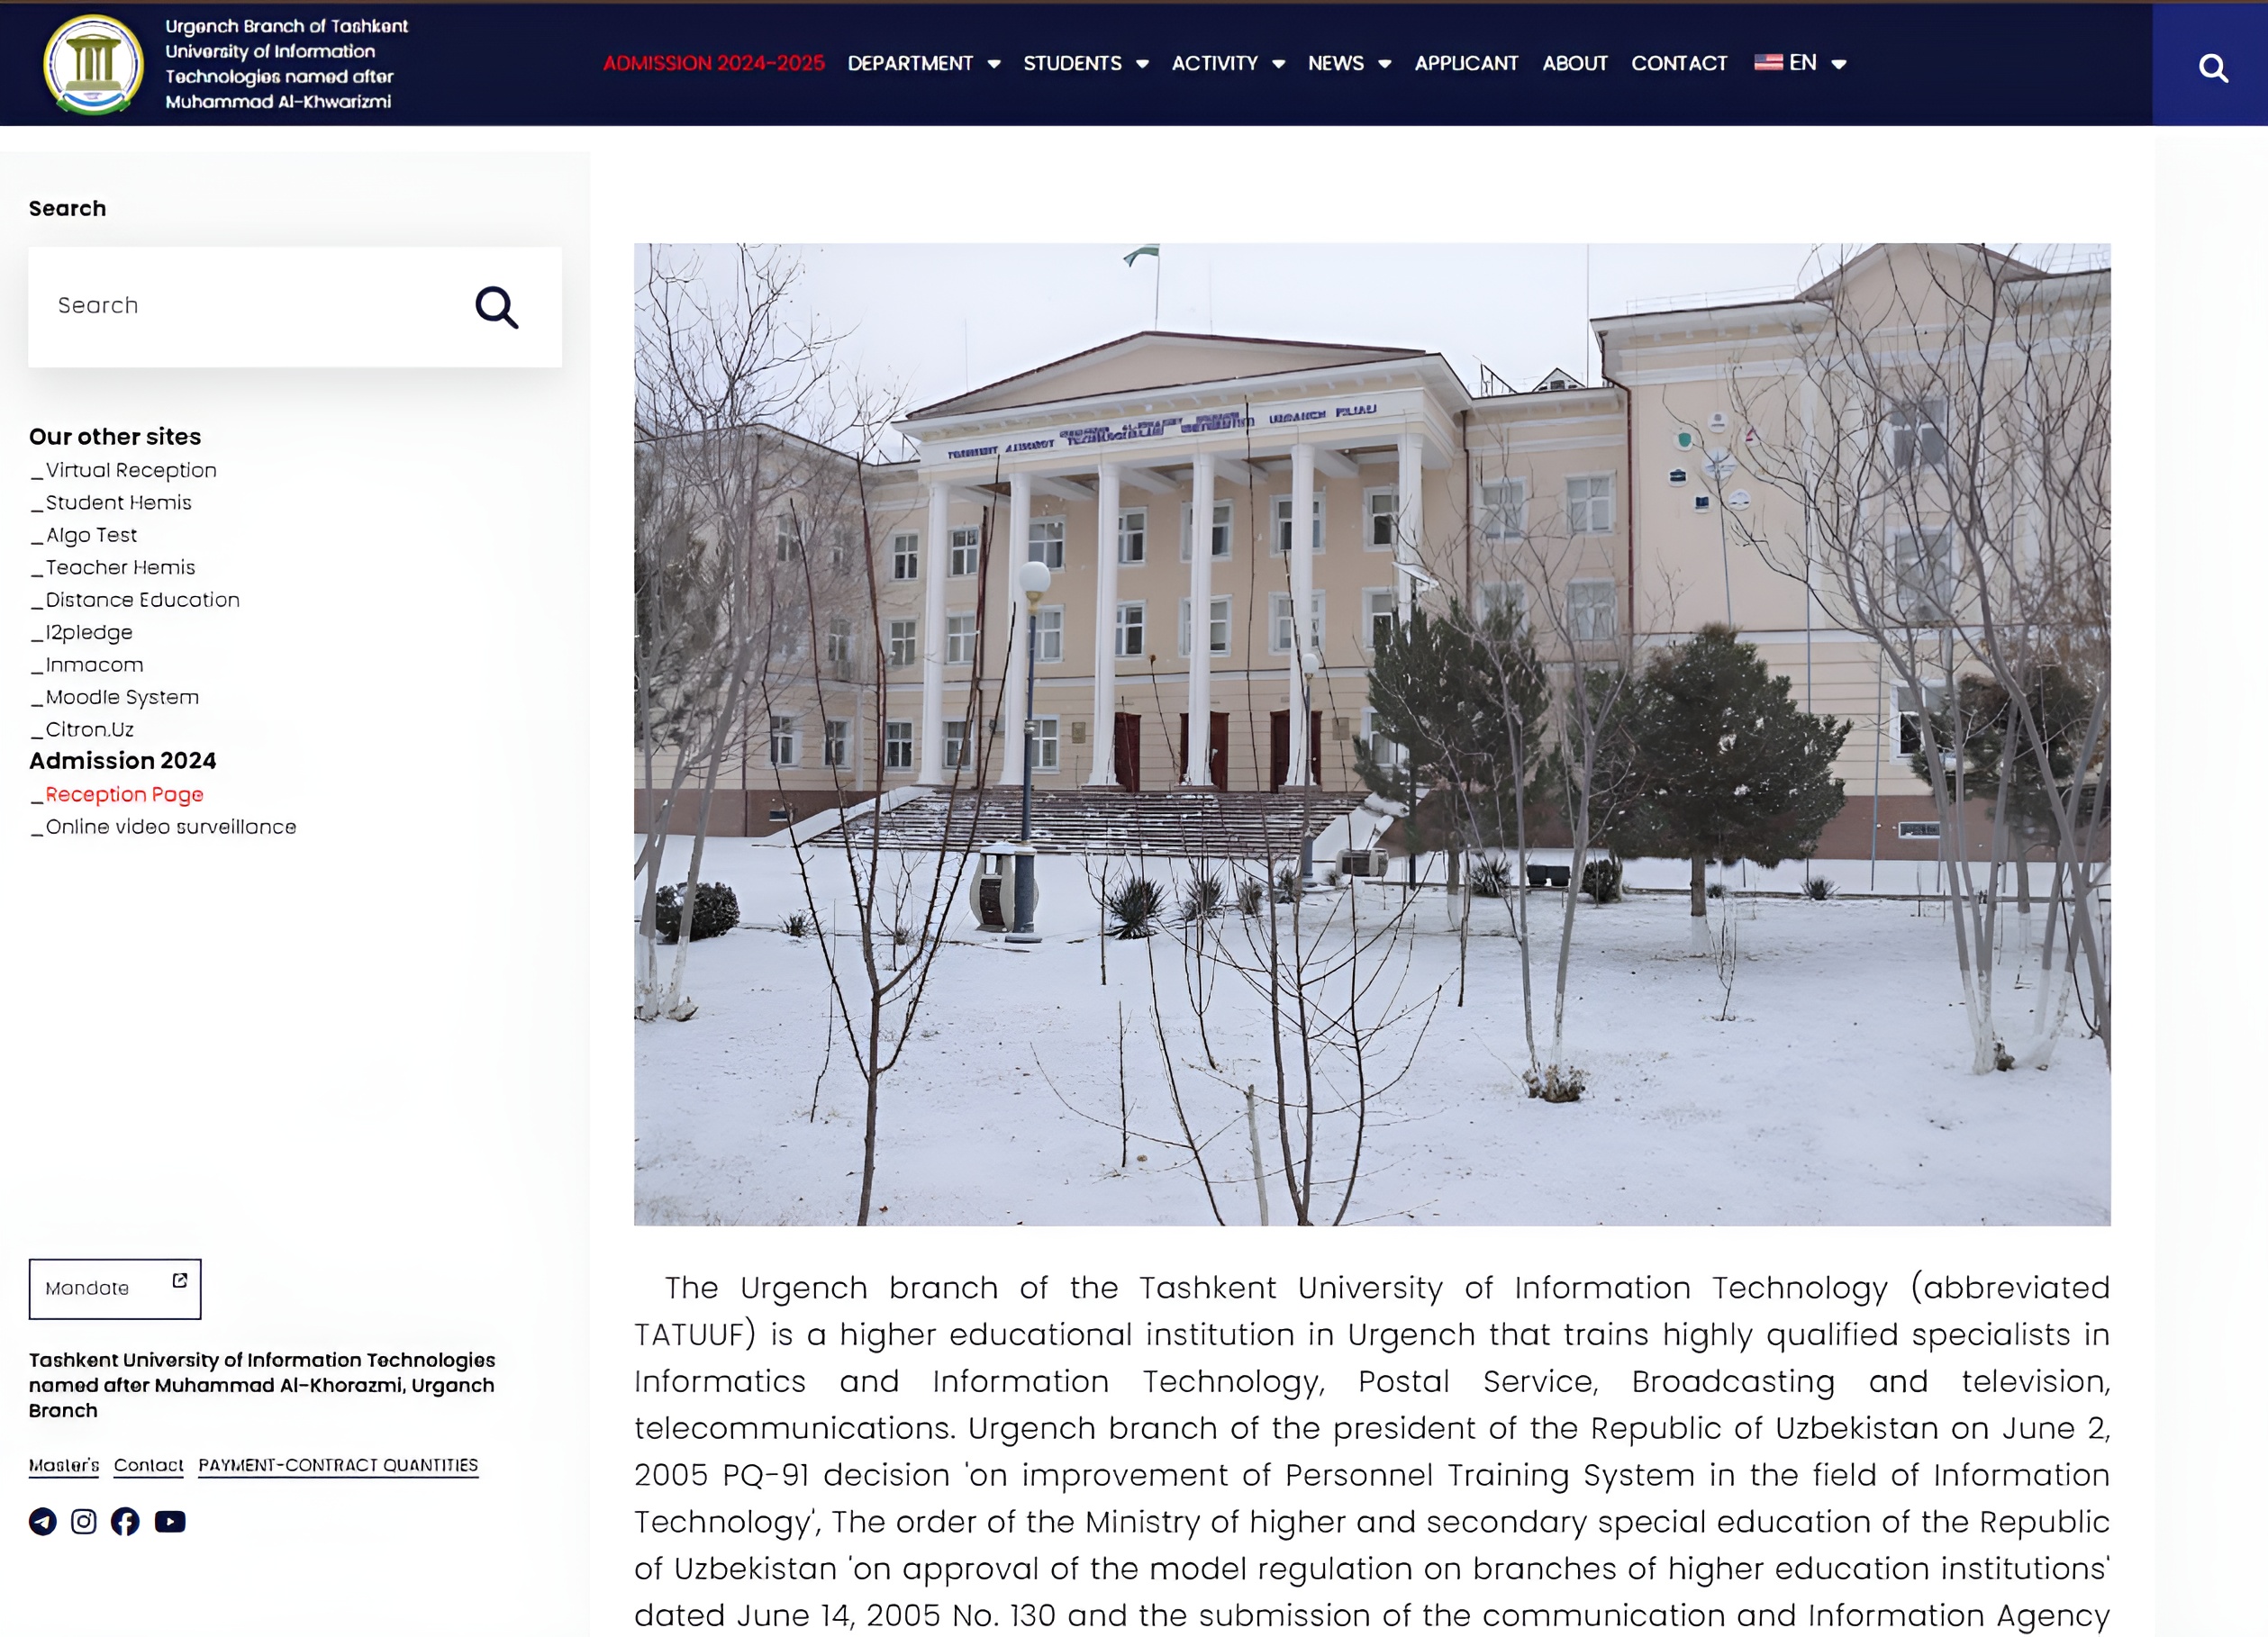 Urgench Branch of Tashkent
University of Information
Technologies named after
Muhammad Al-Khwarizmi
ADMISSION 2024-2025 DEPARTMENT STUDENTS ACTIVITY NEWS APPLICANT ABOUT CONTACT EN
Search
Search
Our other sites
_Virtual Reception
_Student Hemis
_Algo Test
_Teacher Hemis
_Distance Education
_I2pledge
_Inmacom
_Moodle System
_Citron.Uz
Admission 2024
_Reception Page
_Online video surveillance
Mandate
Tashkent University of Information Technologies
named after Muhammad Al-Khorazmi, Urganch
Branch
Master's Contact PAYMENT-CONTRACT QUANTITIES
URGANCH FILIALI
The Urgench branch of the Tashkent University of Information Technology (abbreviated
TATUUF) is a higher educational institution in Urgench that trains highly qualified specialists in
Informatics and Information Technology, Postal Service, Broadcasting and television,
telecommunications. Urgench branch of the president of the Republic of Uzbekistan on June 2,
2005 PQ-91 decision 'on improvement of Personnel Training System in the field of Information
Technology', The order of the Ministry of higher and secondary special education of the Republic
of Uzbekistan 'on approval of the model regulation on branches of higher education institutions'
dated June 14, 2005 No. 130 and the submission of the communication and Information Agency